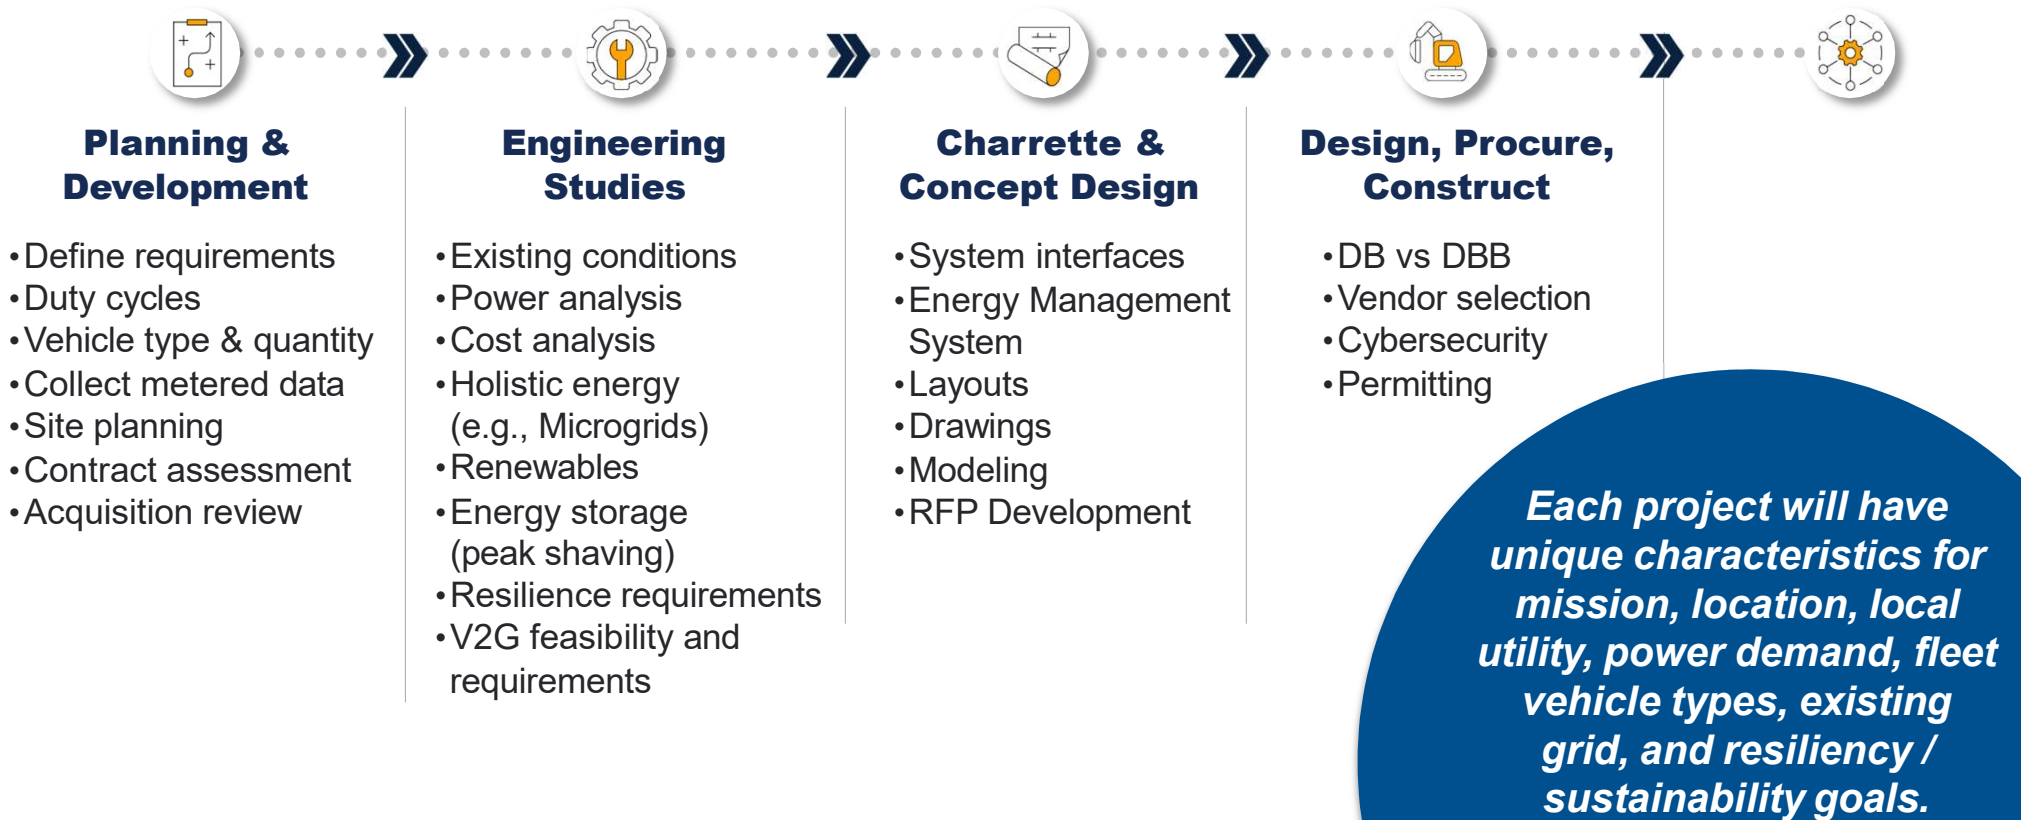 Planning &
Development
•Define requirements
•Duty cycles
•Vehicle type & quantity
•Collect metered data
•Site planning
•Contract assessment
•Acquisition review
Engineering
Studies
•Existing conditions
•Power analysis
•Cost analysis
•Holistic energy
(e.g., Microgrids)
•Renewables
•Energy storage
(peak shaving)
•Resilience requirements
•V2G feasibility and
requirements
Charrette &
Concept Design
•System interfaces
•Energy Management
System
•Layouts
•Drawings
•Modeling
•RFP Development
Design, Procure,
Construct
•DB vs DBB
•Vendor selection
•Cybersecurity
•Permitting
Each project will have
unique characteristics for
mission, location, local
utility, power demand, fleet
vehicle types, existing
grid, and resiliency /
sustainability goals.